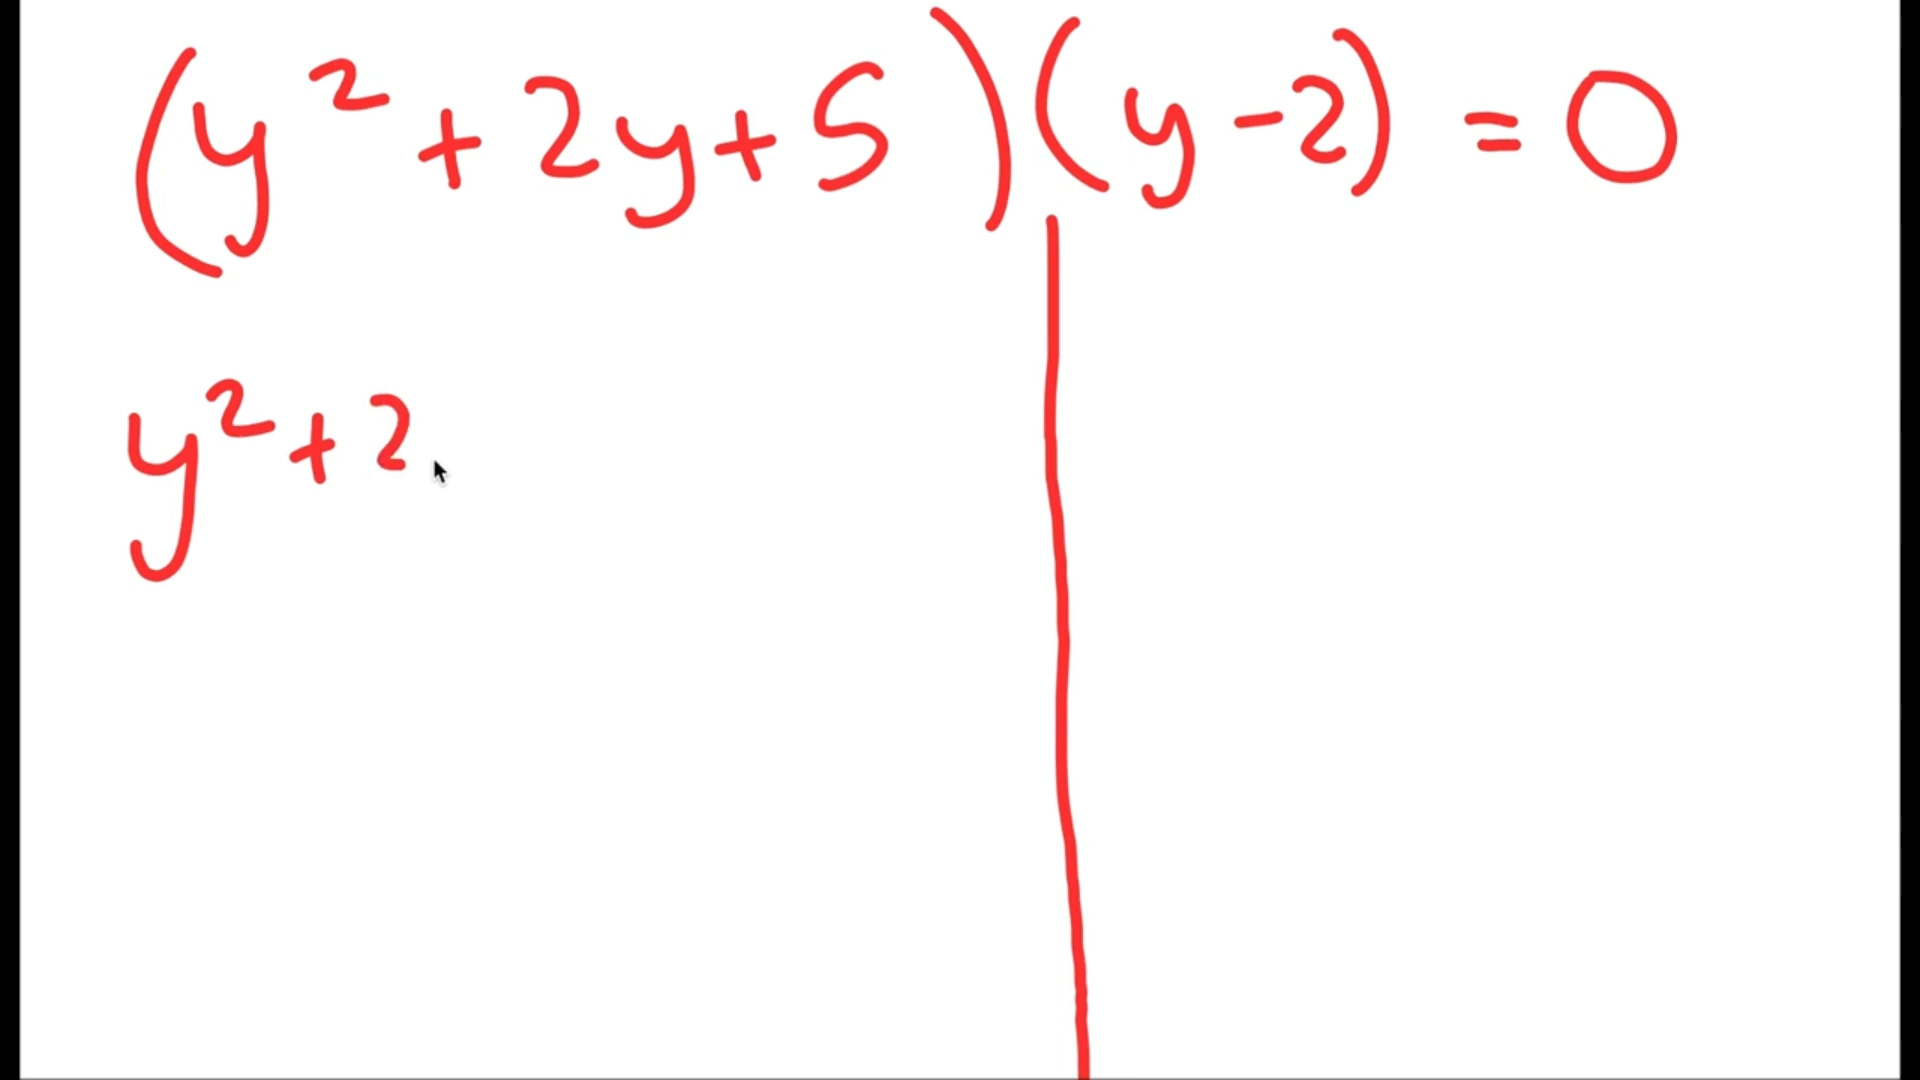 (y² + 2y + 5)(y - 2) = 0
y² + 2